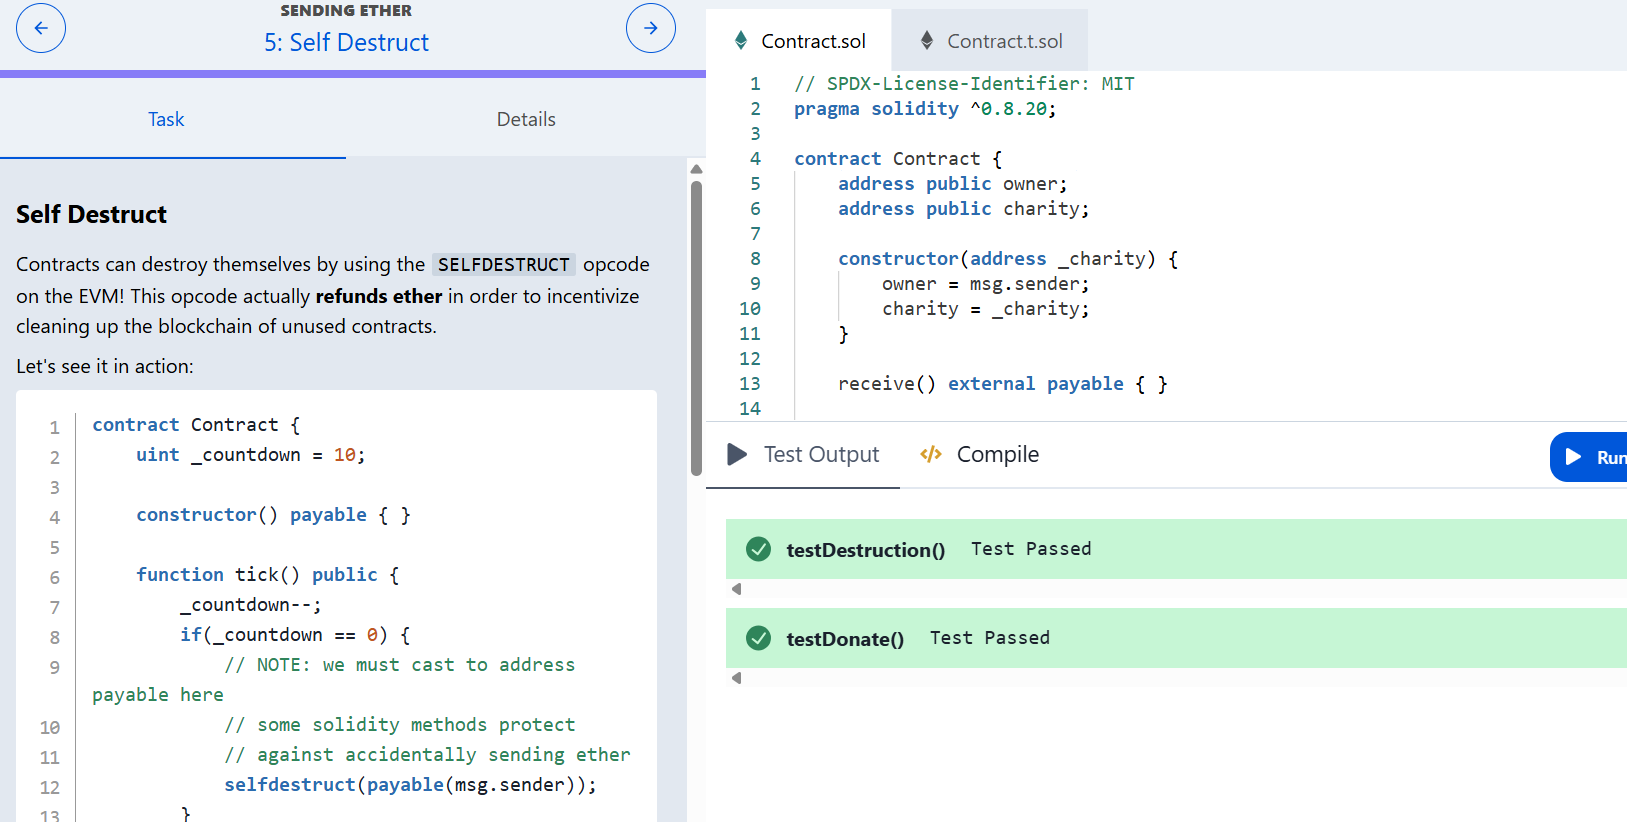 SENDING ETHER
5: Self Destruct
Task
Details
Self Destruct
Contracts can destroy themselves by using the SELFDESTRUCT opcode
on the EVM! This opcode actually refunds ether in order to incentivize
cleaning up the blockchain of unused contracts.
Let's see it in action:
1 contract Contract {
2 uint _countdown = 10;
3
4 constructor() payable { }
5
6 function tick() public {
7 _countdown--;
8 if(_countdown == 0) {
9 // NOTE: we must cast to address
payable here
10 // some solidity methods protect
11 // against accidentally sending ether
12 selfdestruct(payable(msg.sender));
13 }
Contract.sol
Contract.t.sol
1 // SPDX-License-Identifier: MIT
2 pragma solidity ^0.8.20;
3
4 contract Contract {
5 address public owner;
6 address public charity;
7
8 constructor(address _charity) {
9 owner = msg.sender;
10 charity = _charity;
11 }
12
13 receive() external payable { }
14
Test Output
</> Compile
Run
testDestruction() Test Passed
testDonate() Test Passed